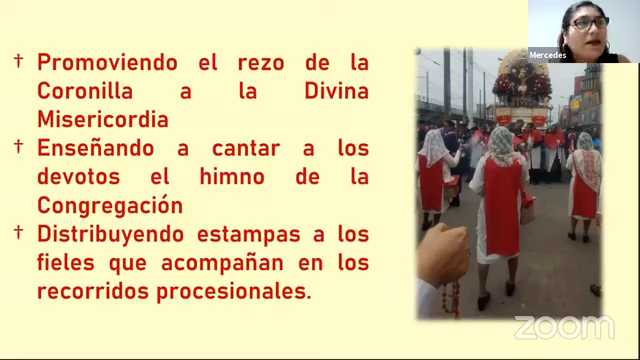 Mercedes
† Promoviendo el rezo de la
Coronilla a la Divina
Misericordia
† Enseñando a cantar a los
devotos el himno de la
Congregación
† Distribuyendo estampas a los
fieles que acompañan en los
recorridos procesionales.
zoom